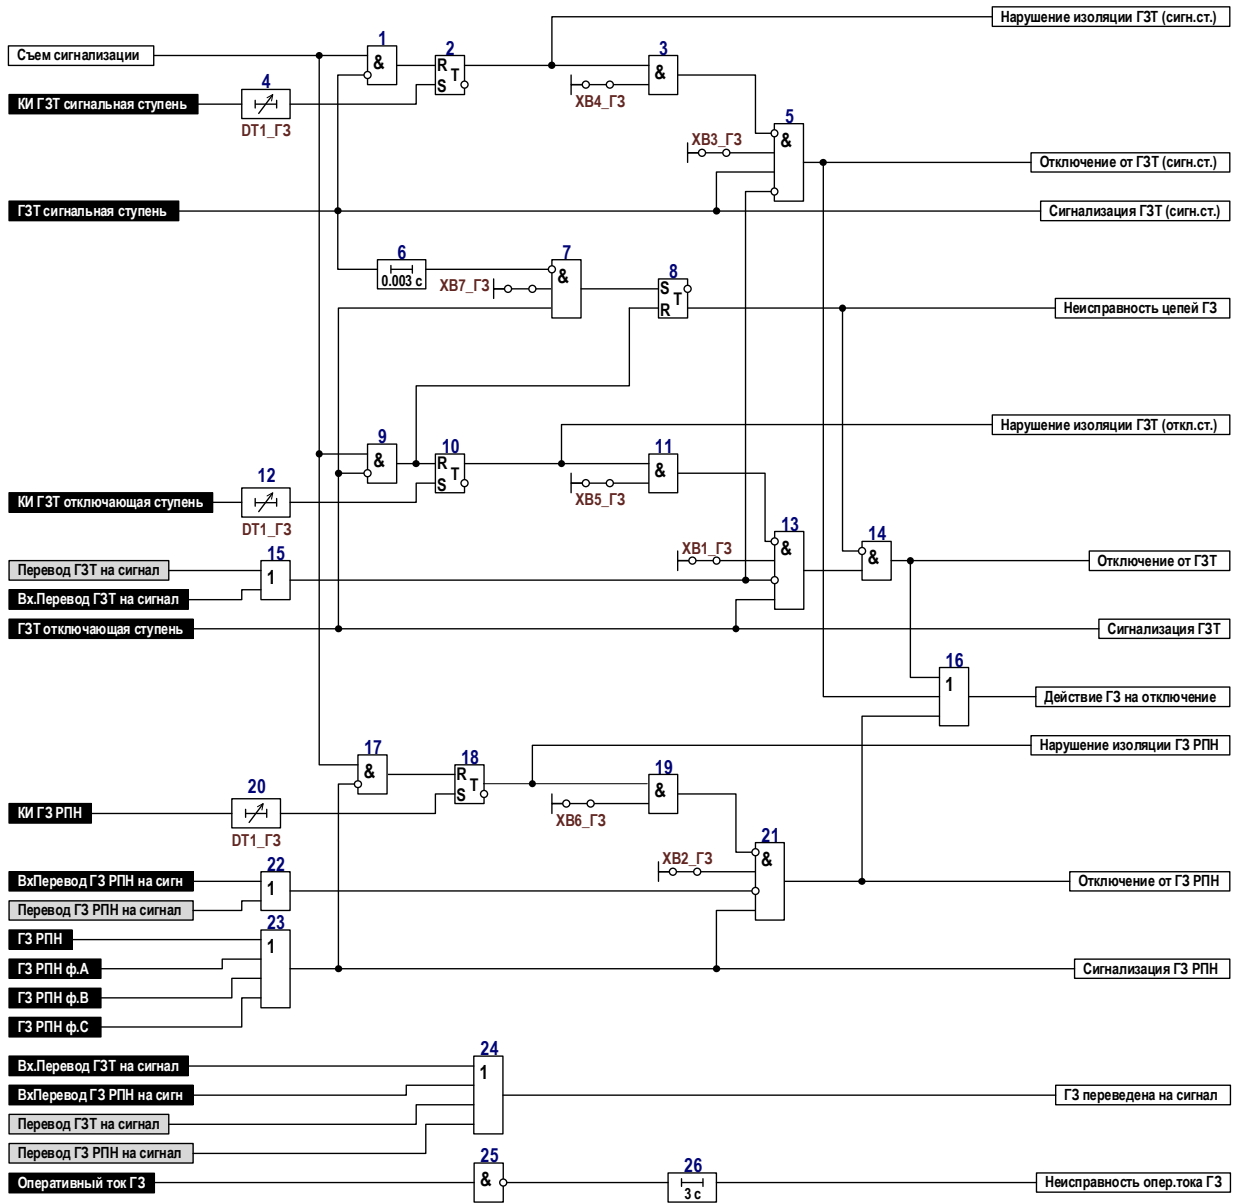 Нарушение изоляции ГЗТ (сигн.ст.)
1
2
3
Съем сигнализации
&
R
T
S
&
4
КИ ГЗТ сигнальная ступень
DT1_ГЗ
XB4_ГЗ
5
XB3_ГЗ
&
Отключение от ГЗТ (сигн.ст.)
ГЗТ сигнальная ступень
Сигнализация ГЗТ (сигн.ст.)
6
0.003 с
7
&
XB7_ГЗ
8
S
T
R
Неисправность цепей ГЗ
Нарушение изоляции ГЗТ (откл.ст.)
9
&
10
R
T
S
11
&
12
КИ ГЗТ отключающая ступень
DT1_ГЗ
XB5_ГЗ
13
&
XB1_ГЗ
14
&
Отключение от ГЗТ
15
1
Перевод ГЗТ на сигнал
Вх.Перевод ГЗТ на сигнал
ГЗТ отключающая ступень
Сигнализация ГЗТ
16
1
Действие ГЗ на отключение
17
&
18
R
T
S
19
&
Нарушение изоляции ГЗ РПН
20
КИ ГЗ РПН
DT1_ГЗ
XB6_ГЗ
21
&
XB2_ГЗ
22
1
ВхПеревод ГЗ РПН на сигн
Отключение от ГЗ РПН
Перевод ГЗ РПН на сигнал
23
1
ГЗ РПН
ГЗ РПН ф.А
Сигнализация ГЗ РПН
ГЗ РПН ф.В
ГЗ РПН ф.С
24
1
Вх.Перевод ГЗТ на сигнал
ВхПеревод ГЗ РПН на сигн
ГЗ переведена на сигнал
Перевод ГЗТ на сигнал
Перевод ГЗ РПН на сигнал
25
&
26
3 с
Оперативный ток ГЗ
Неисправность опер.тока ГЗ